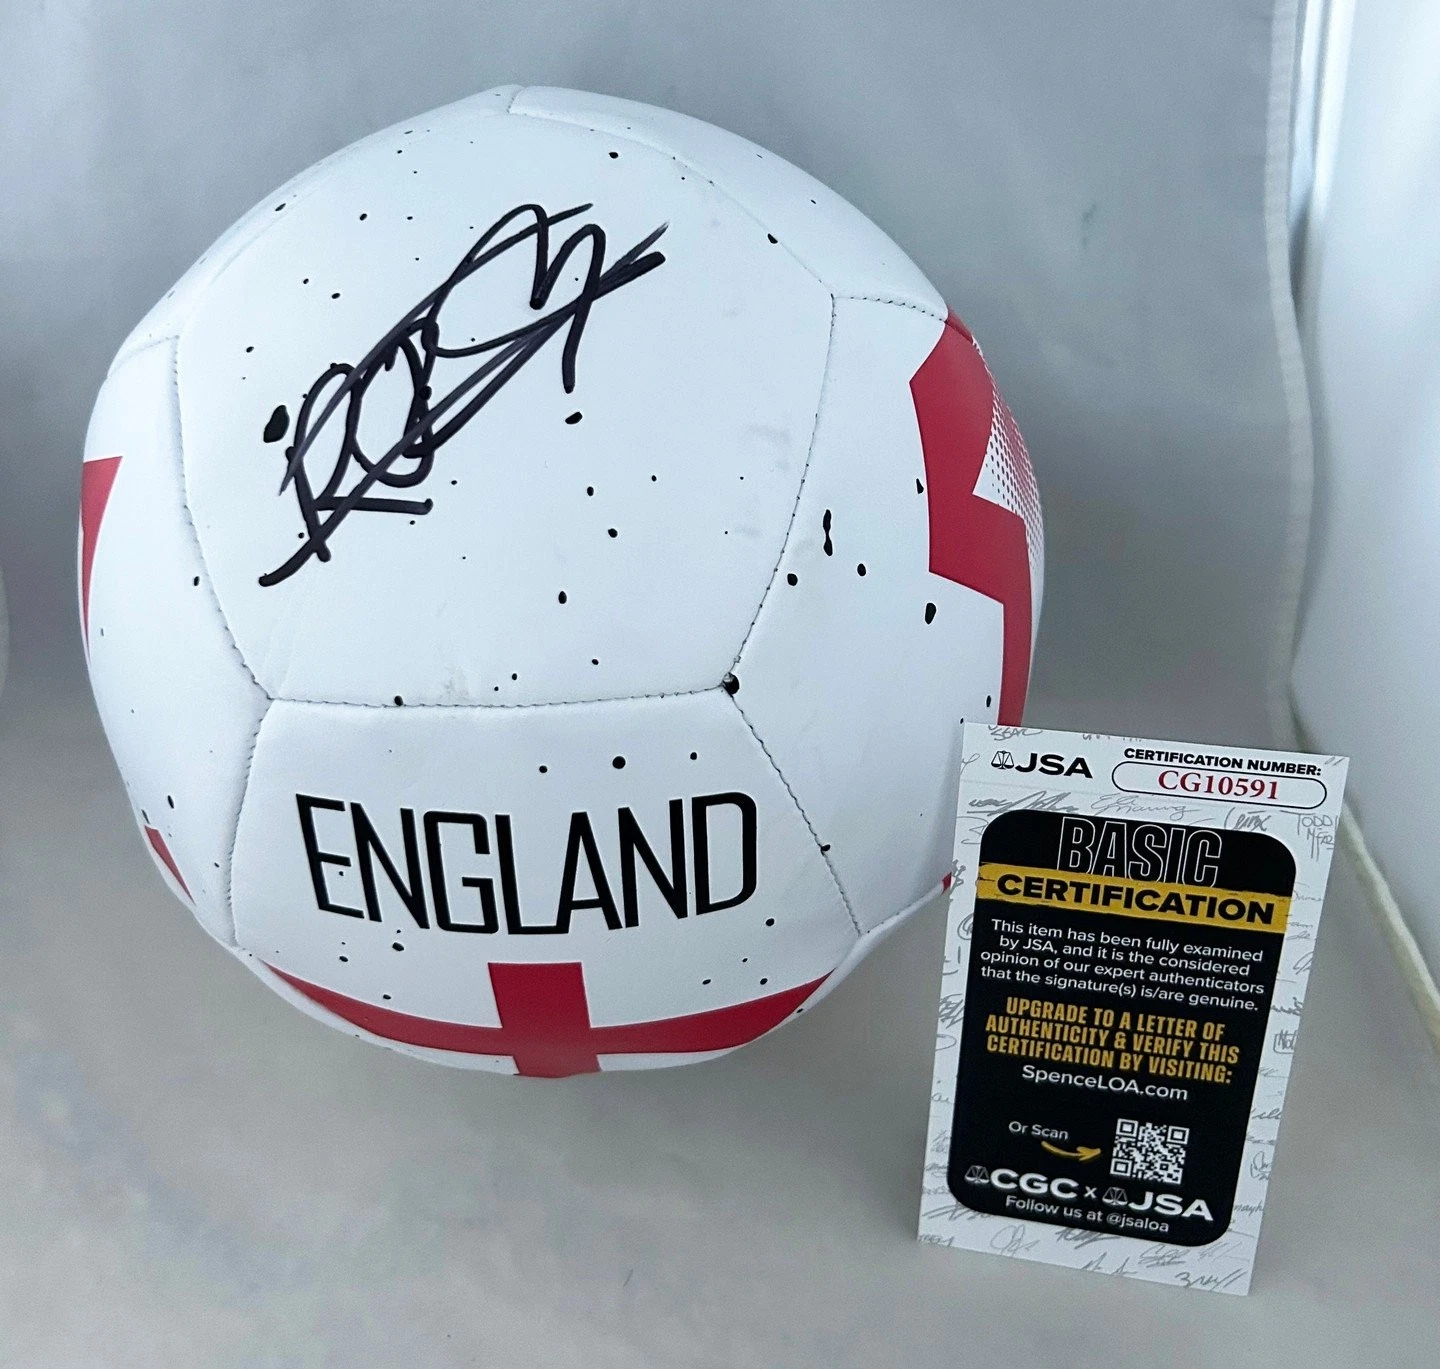 ENGLAND
JSA
CERTIFICATION NUMBER:
CG10591
BASIC
CERTIFICATION
This item has been fully examined
by JSA, and it is the considered
opinion of our expert authenticators
that the signature(s) is/are genuine.
UPGRADE TO A LETTER OF
AUTHENTICITY & VERIFY THIS
CERTIFICATION BY VISITING:
SpenceLOA.com
Or Scan
CGC x JSA
Follow us at @jsaloa